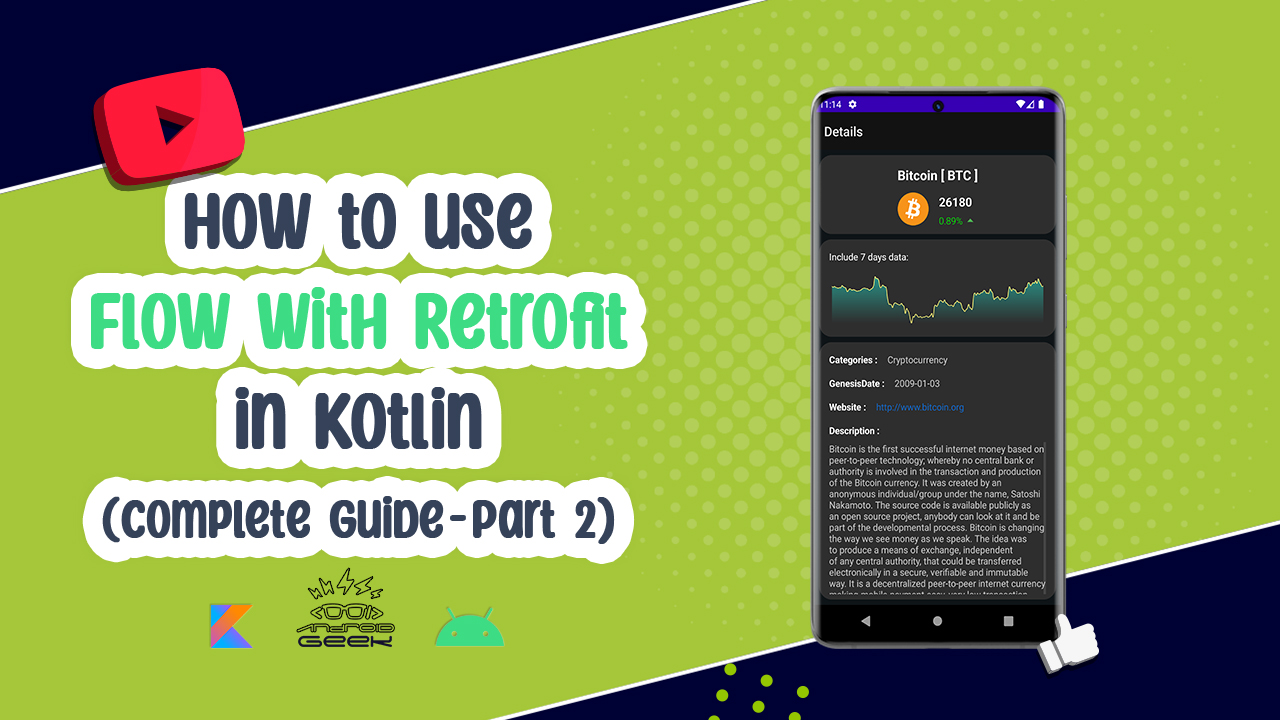 How to use
Flow with Retrofit
in Kotlin
(Complete Guide-Part 2)
ANDROID
GEEK
11:14
Details
Bitcoin [ BTC ]
26180
0.89%
Include 7 days data:
Categories : Cryptocurrency
GenesisDate : 2009-01-03
Website : http://www.bitcoin.org
Description :
Bitcoin is the first successful internet money based on
peer-to-peer technology; whereby no central bank or
authority is involved in the transaction and production
of the Bitcoin currency. It was created by an
anonymous individual/group under the name, Satoshi
Nakamoto. The source code is available publicly as
an open source project, anybody can look at it and be
part of the developmental process. Bitcoin is changing
the way we see money as we speak. The idea was
to produce a means of exchange, independent
of any central authority, that could be transferred
electronically in a secure, verifiable and immutable
way. It is a decentralized peer-to-peer internet currency
making mobile payment easy, very low transaction